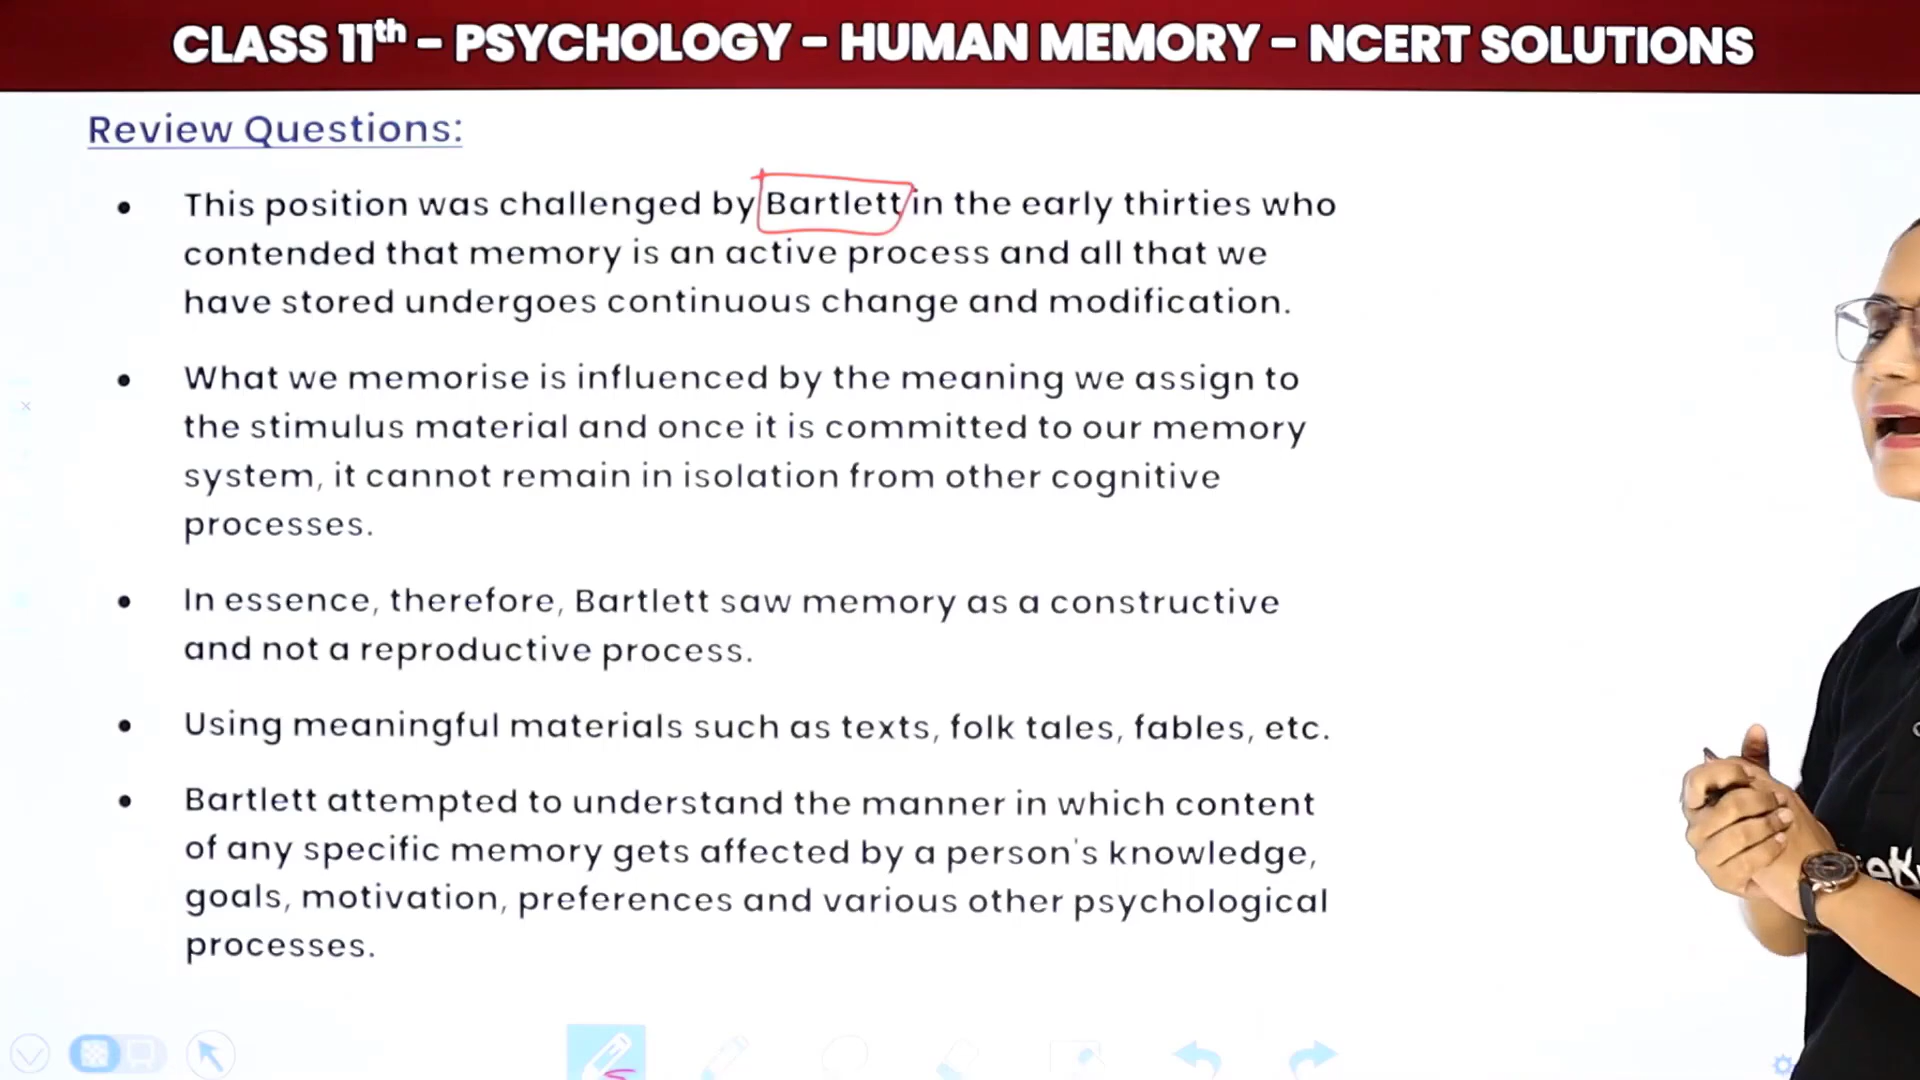 CLASS 11th – PSYCHOLOGY – HUMAN MEMORY – NCERT SOLUTIONS
Review Questions:
• This position was challenged by Bartlett in the early thirties who
contended that memory is an active process and all that we
have stored undergoes continuous change and modification.
• What we memorise is influenced by the meaning we assign to
the stimulus material and once it is committed to our memory
system, it cannot remain in isolation from other cognitive
processes.
• In essence, therefore, Bartlett saw memory as a constructive
and not a reproductive process.
• Using meaningful materials such as texts, folk tales, fables, etc.
• Bartlett attempted to understand the manner in which content
of any specific memory gets affected by a person's knowledge,
goals, motivation, preferences and various other psychological
processes.